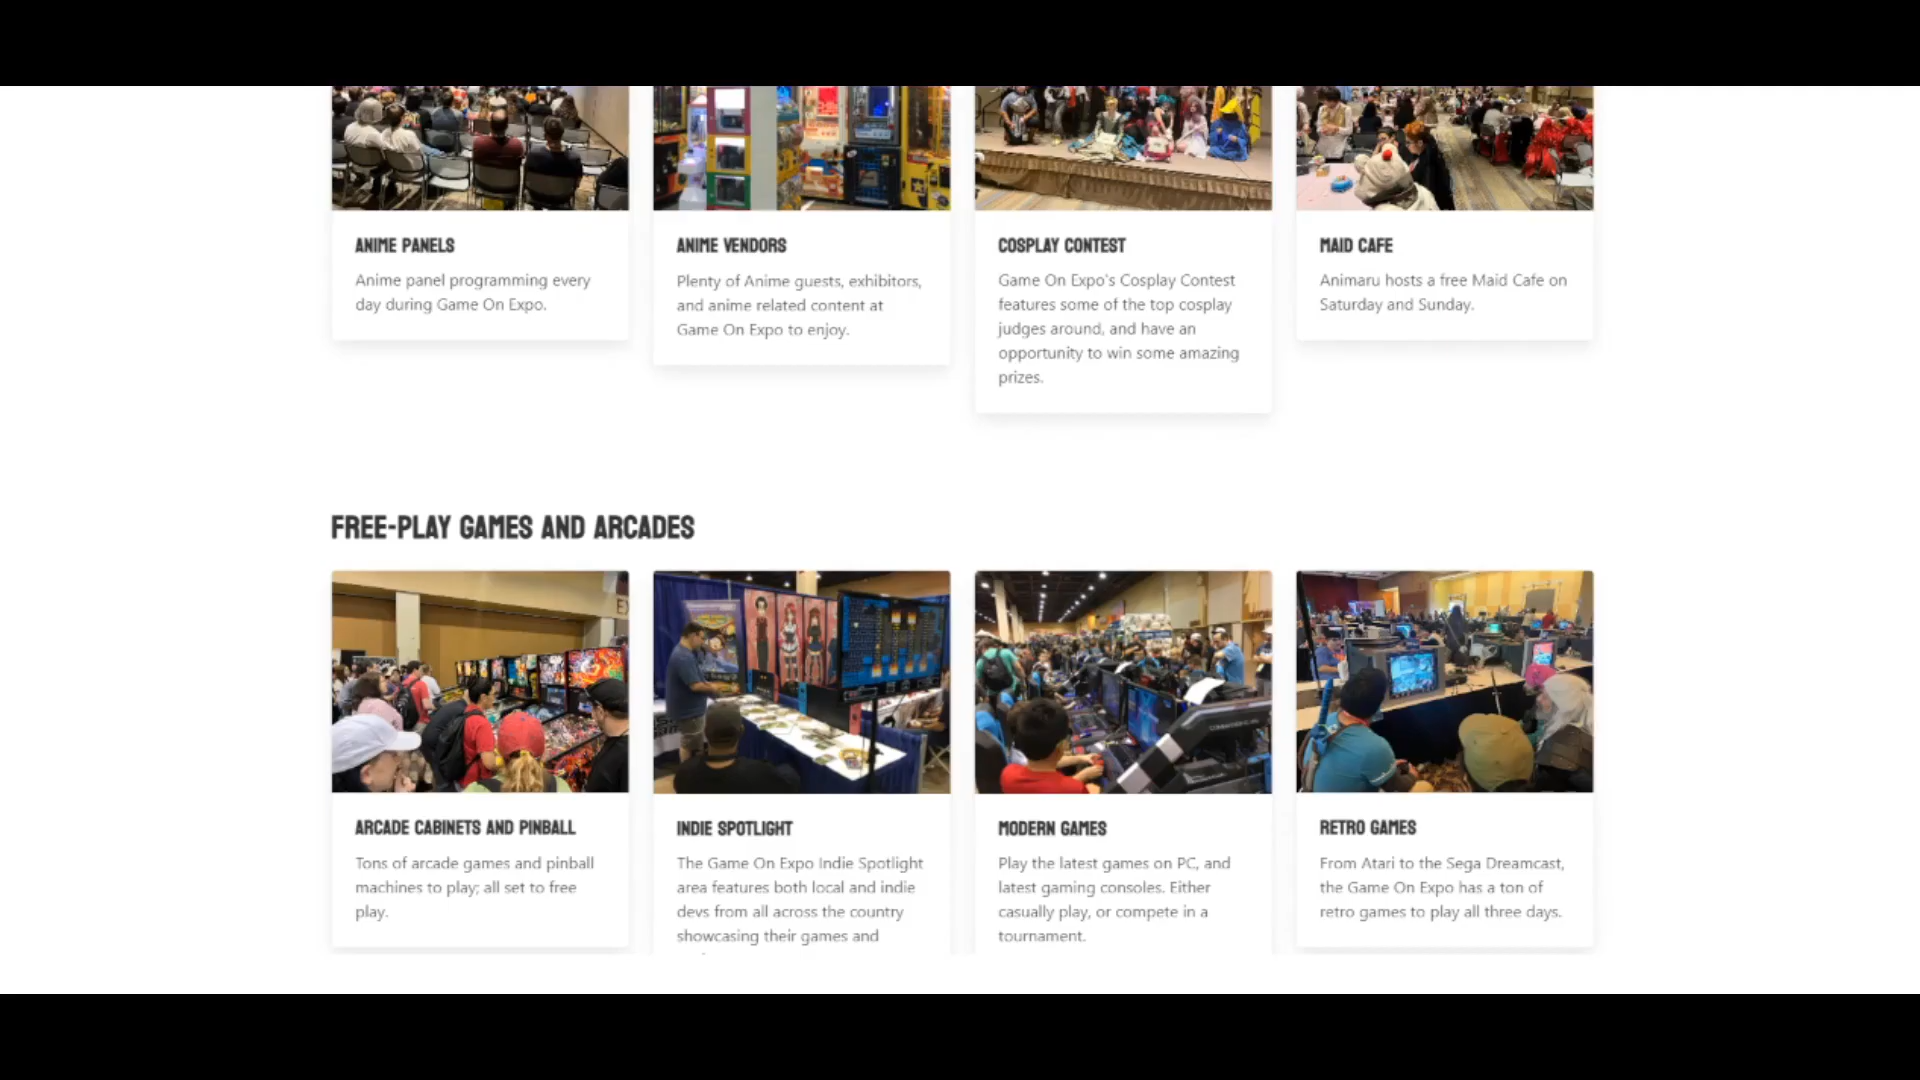 ANIME PANELS
Anime panel programming every
day during Game On Expo.
ANIME VENDORS
Plenty of Anime guests, exhibitors,
and anime related content at
Game On Expo to enjoy.
COSPLAY CONTEST
Game On Expo's Cosplay Contest
features some of the top cosplay
judges around, and have an
opportunity to win some amazing
prizes.
MAID CAFE
Animaru hosts a free Maid Cafe on
Saturday and Sunday.
FREE-PLAY GAMES AND ARCADES
ARCADE CABINETS AND PINBALL
Tons of arcade games and pinball
machines to play; all set to free
play.
INDIE SPOTLIGHT
The Game On Expo Indie Spotlight
area features both local and indie
devs from all across the country
showcasing their games and
MODERN GAMES
Play the latest games on PC, and
latest gaming consoles. Either
casually play, or compete in a
tournament.
RETRO GAMES
From Atari to the Sega Dreamcast,
the Game On Expo has a ton of
retro games to play all three days.